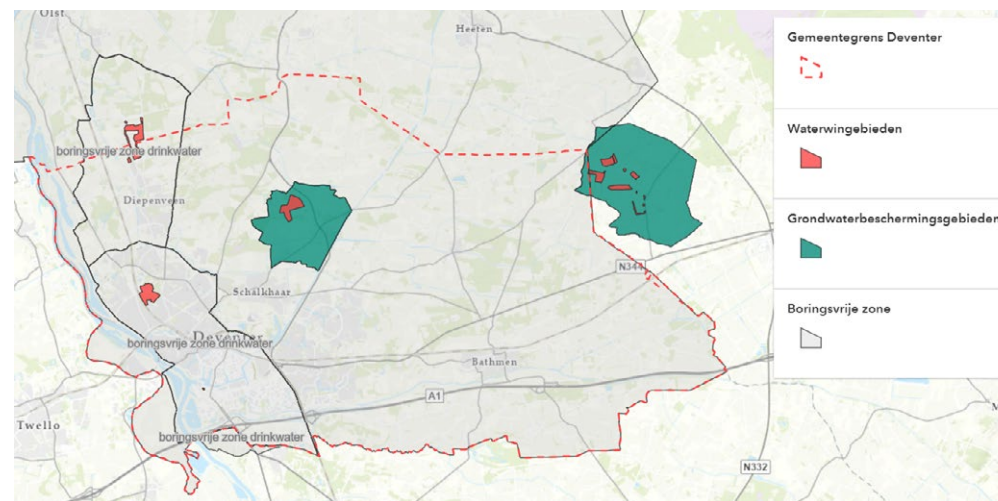 Olst
Heeten
Gemeentegrens Deventer
Waterwingebieden
boringsvrije zone drinkwater
Diepenveen
Grondwaterbeschermingsgebieden
N344
Schalkhaar
Boringsvrije zone
Deventer
boringsvrije zone drinkwater
Bathmen
A1
Twello
boringsvrije zone drinkwater
N332